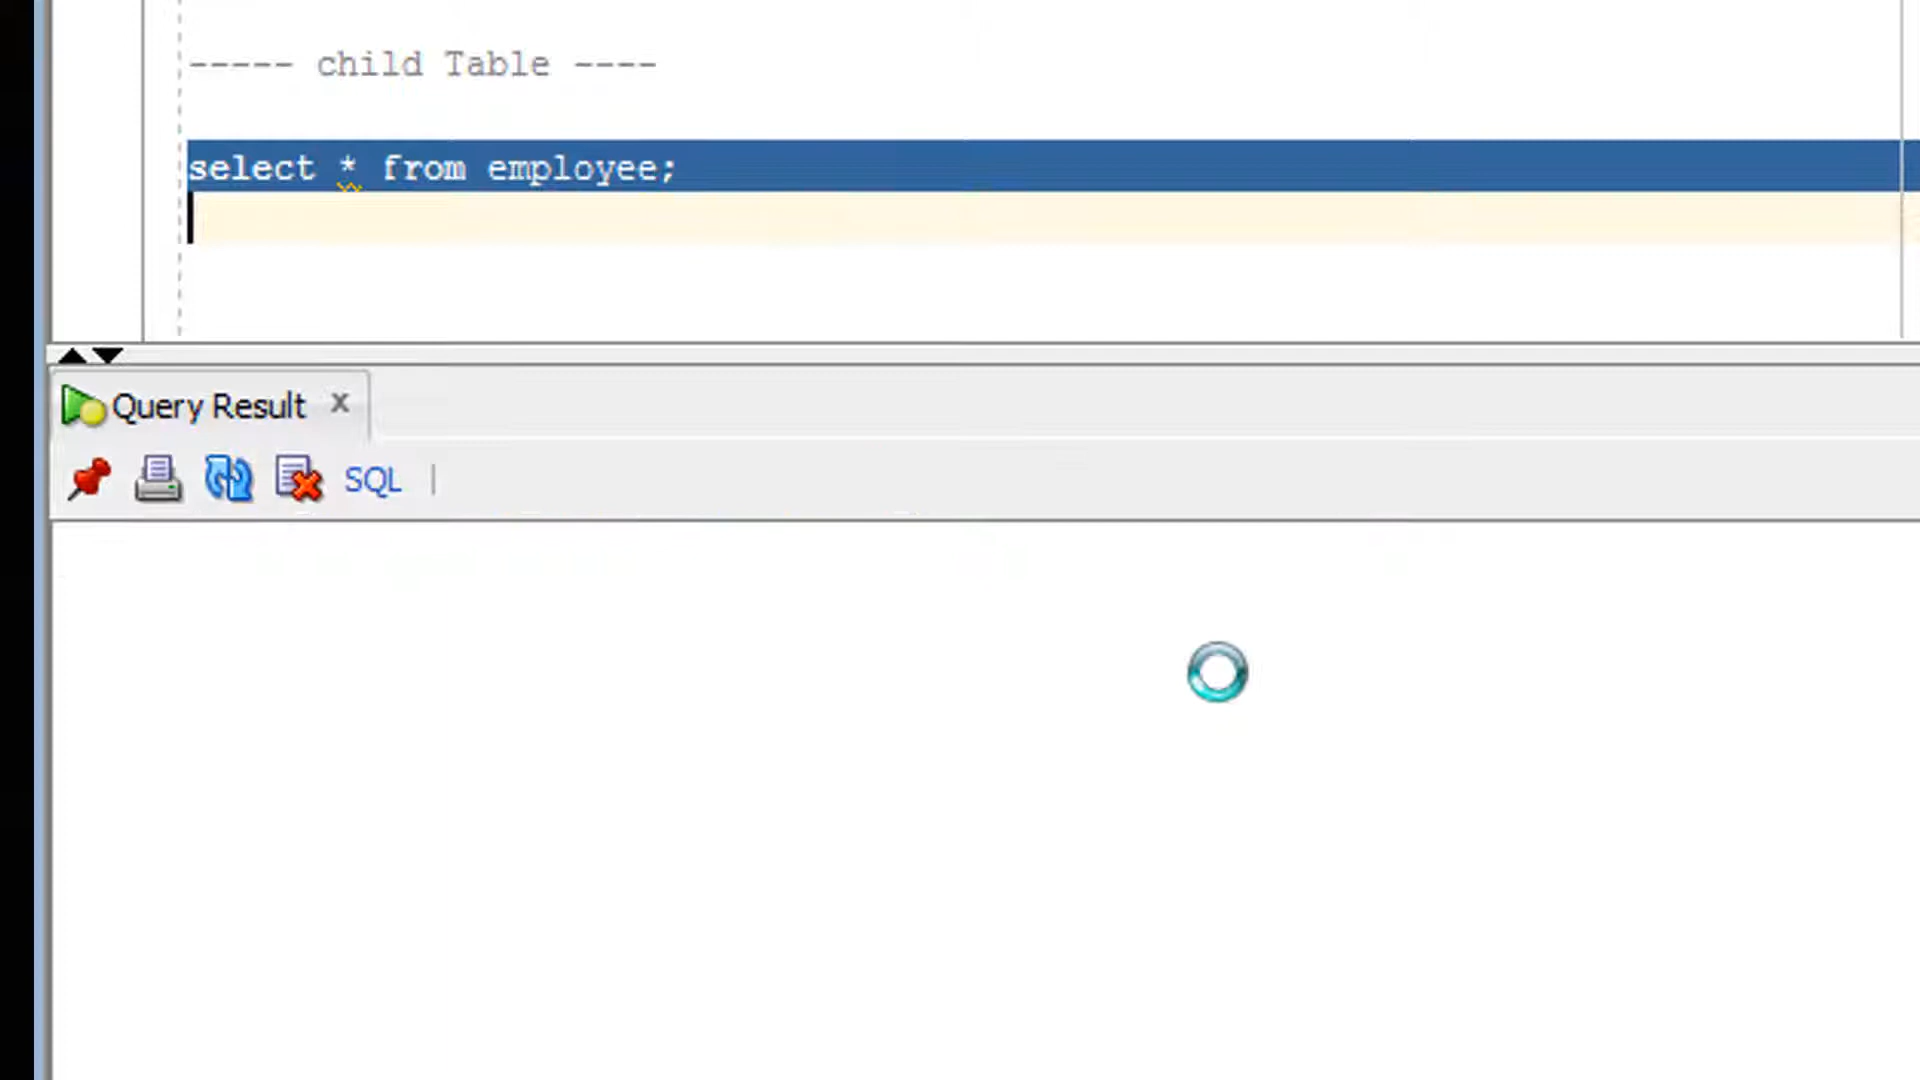 ----- child Table ----
select * from employee;
Query Result x
SQL